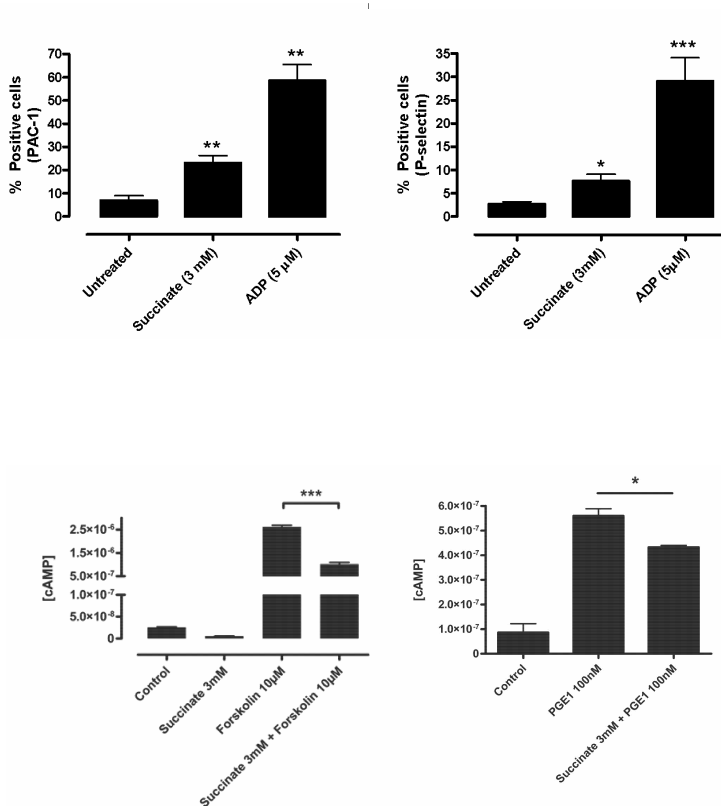 % Positive cells
(PAC-1)
70
60
50
40
30
20
10
0
**
**
Untreated
Succinate (3 mM)
ADP (5 µM)
% Positive cells
(P-selectin)
35
30
25
20
15
10
5
0
*
***
Untreated
Succinate (3mM)
ADP (5µM)
[cAMP]
2.5×10⁻⁶
1.5×10⁻⁶
5.0×10⁻⁷
1.0×10⁻⁷
5.0×10⁻⁸
0
***
Control
Succinate 3mM
Forskolin 10µM
Succinate 3mM + Forskolin 10µM
[cAMP]
6.0×10⁻⁷
5.0×10⁻⁷
4.0×10⁻⁷
3.0×10⁻⁷
2.0×10⁻⁷
1.0×10⁻⁷
0
*
Control
PGE1 100nM
Succinate 3mM + PGE1 100nM